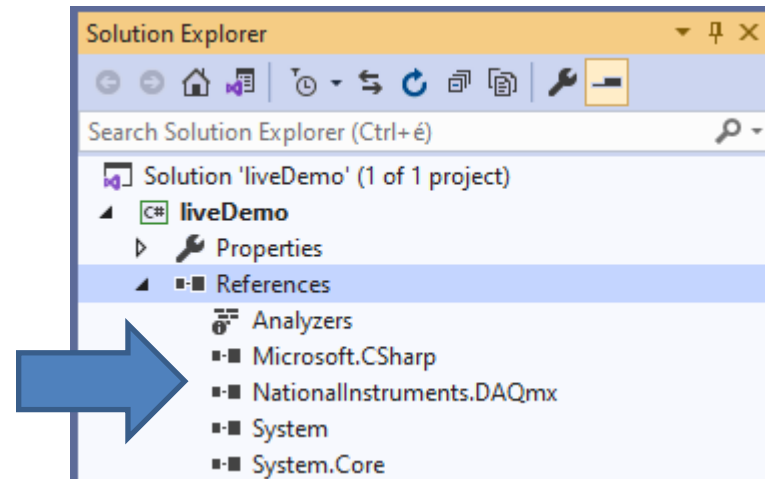 Solution Explorer
Search Solution Explorer (Ctrl+é)
Solution 'liveDemo' (1 of 1 project)
C# liveDemo
Properties
References
Analyzers
Microsoft.CSharp
NationalInstruments.DAQmx
System
System.Core